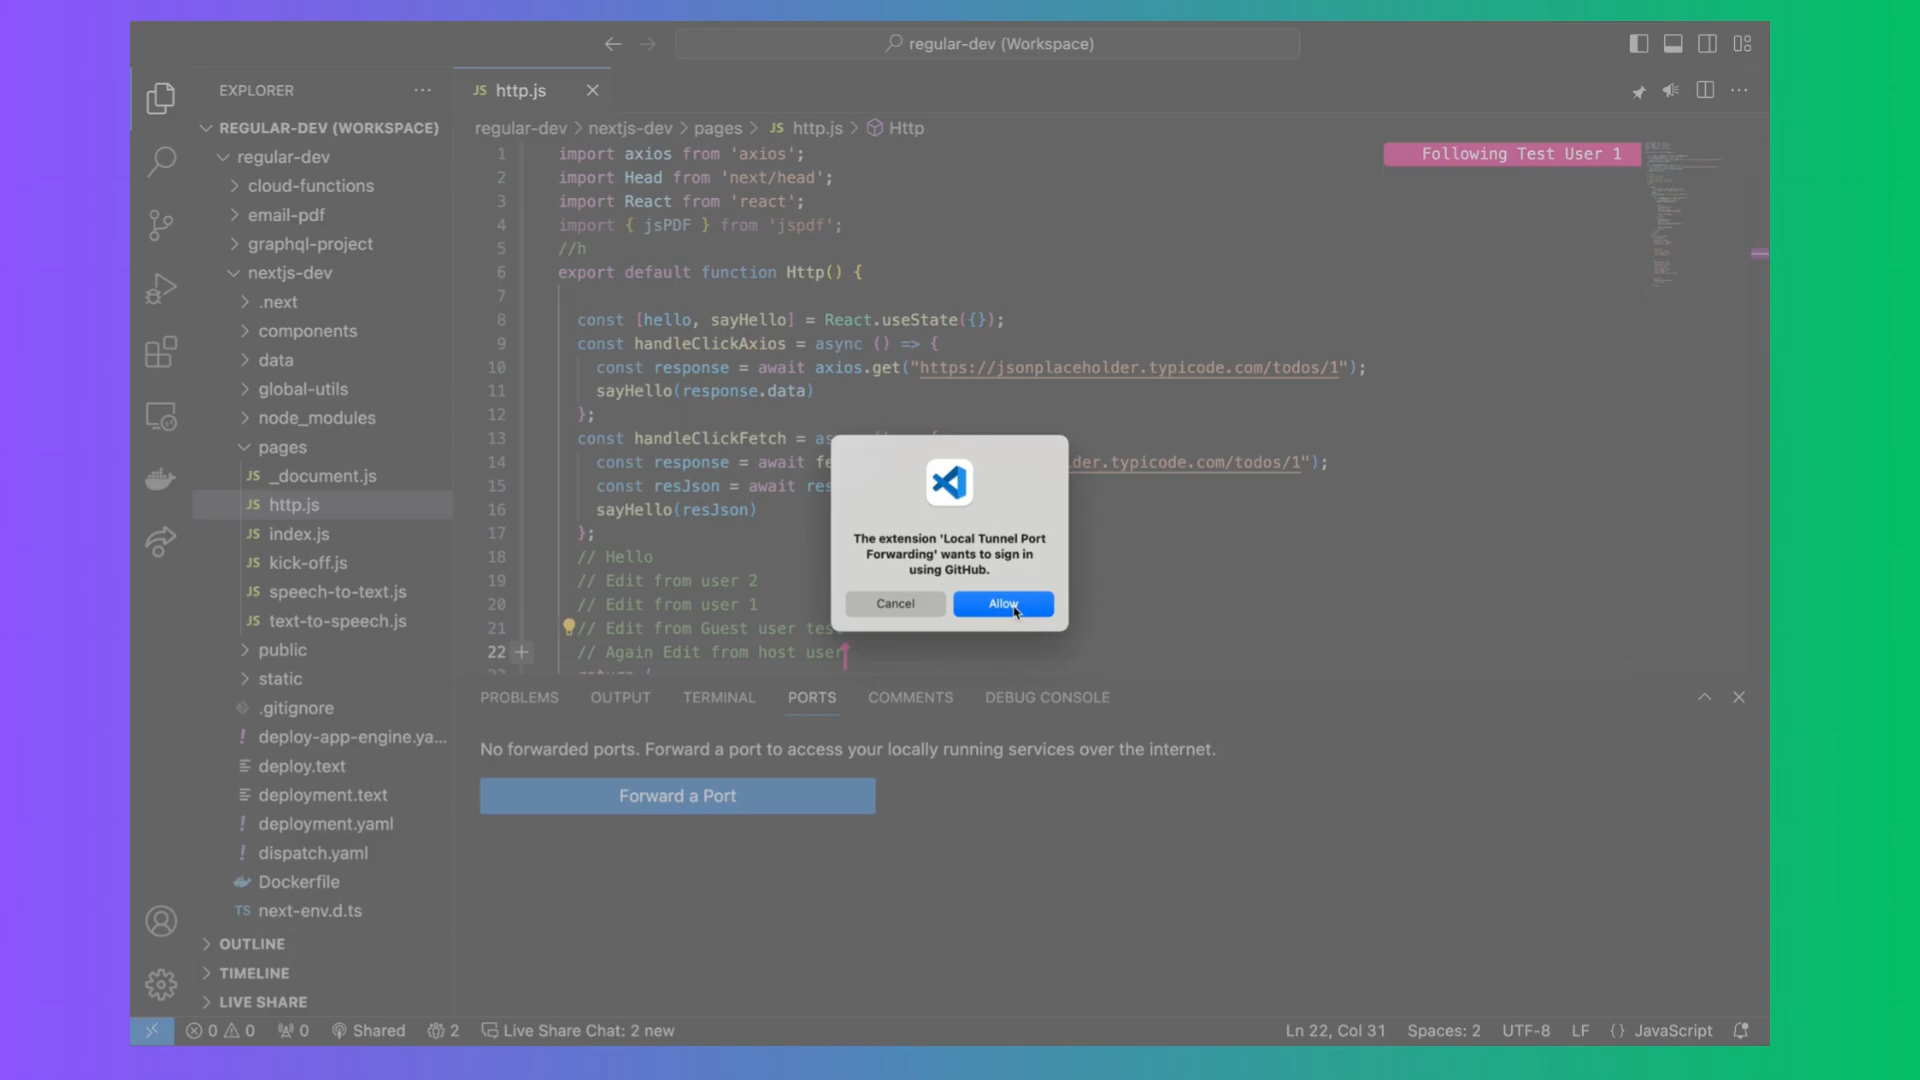 regular-dev (Workspace)
EXPLORER
REGULAR-DEV (WORKSPACE)
regular-dev
cloud-functions
email-pdf
graphql-project
nextjs-dev
.next
components
data
global-utils
node_modules
pages
JS _document.js
JS http.js
JS index.js
JS kick-off.js
JS speech-to-text.js
JS text-to-speech.js
public
static
.gitignore
! deploy-app-engine.ya...
deploy.text
deployment.text
! deployment.yaml
! dispatch.yaml
Dockerfile
TS next-env.d.ts
OUTLINE
TIMELINE
LIVE SHARE
JS http.js
regular-dev > nextjs-dev > pages > JS http.js > Http
Following Test User 1
1 import axios from 'axios';
2 import Head from 'next/head';
3 import React from 'react';
4 import { jsPDF } from 'jspdf';
5 //h
6 export default function Http() {
7
8 const [hello, sayHello] = React.useState({});
9 const handleClickAxios = async () => {
10 const response = await axios.get("https://jsonplaceholder.typicode.com/todos/1");
11 sayHello(response.data)
12 };
13 const handleClickFetch = as
14 const response = await fe der.typicode.com/todos/1");
15 const resJson = await res
16 sayHello(resJson)
17 };
18 // Hello
19 // Edit from user 2
20 // Edit from user 1
21 // Edit from Guest user tes
22 // Again Edit from host user
The extension 'Local Tunnel Port
Forwarding' wants to sign in
using GitHub.
Cancel
Allow
PROBLEMS OUTPUT TERMINAL PORTS COMMENTS DEBUG CONSOLE
No forwarded ports. Forward a port to access your locally running services over the internet.
Forward a Port
0 0 0 Shared 2 Live Share Chat: 2 new Ln 22, Col 31 Spaces: 2 UTF-8 LF {} JavaScript